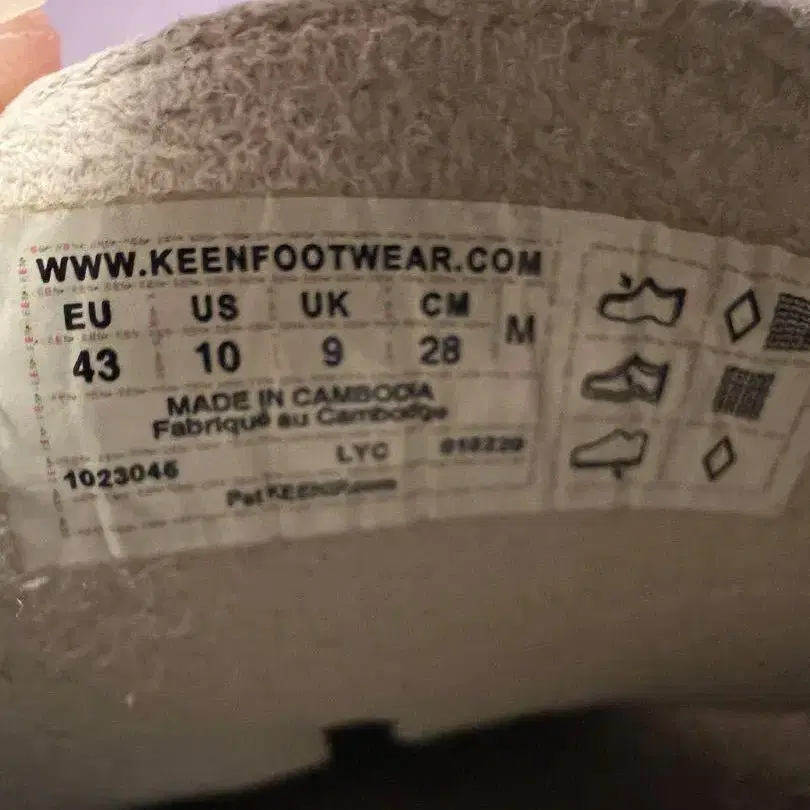 WWW.KEENFOOTWEAR.COM
EU US UK CM M
43 10 9 28
MADE IN CAMBODIA
Fabriqué au Cambodge
1023046 LYC